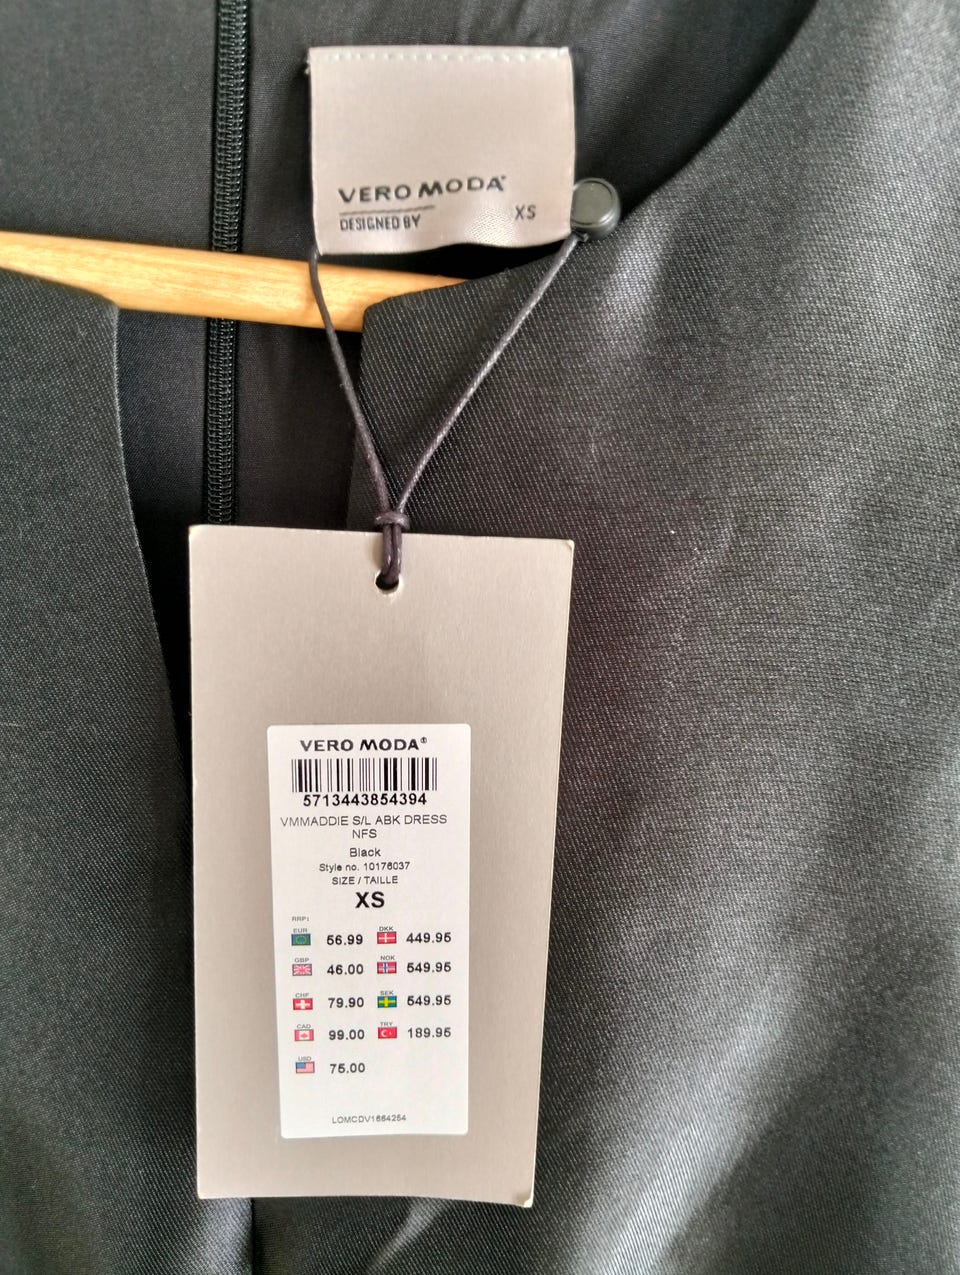 VERO MODA
DESIGNED BY XS
VERO MODA®
5713443854394
VMMADDIE S/L ABK DRESS
NFS
Black
Style no. 10176037
SIZE / TAILLE
XS
RRP:
EUR 56.99 DKK 449.95
GBP 46.00 NOK 549.95
CHF 79.90 SEK 549.95
CAD 99.00 TRY 189.95
USD 75.00
LOMCDV1664254